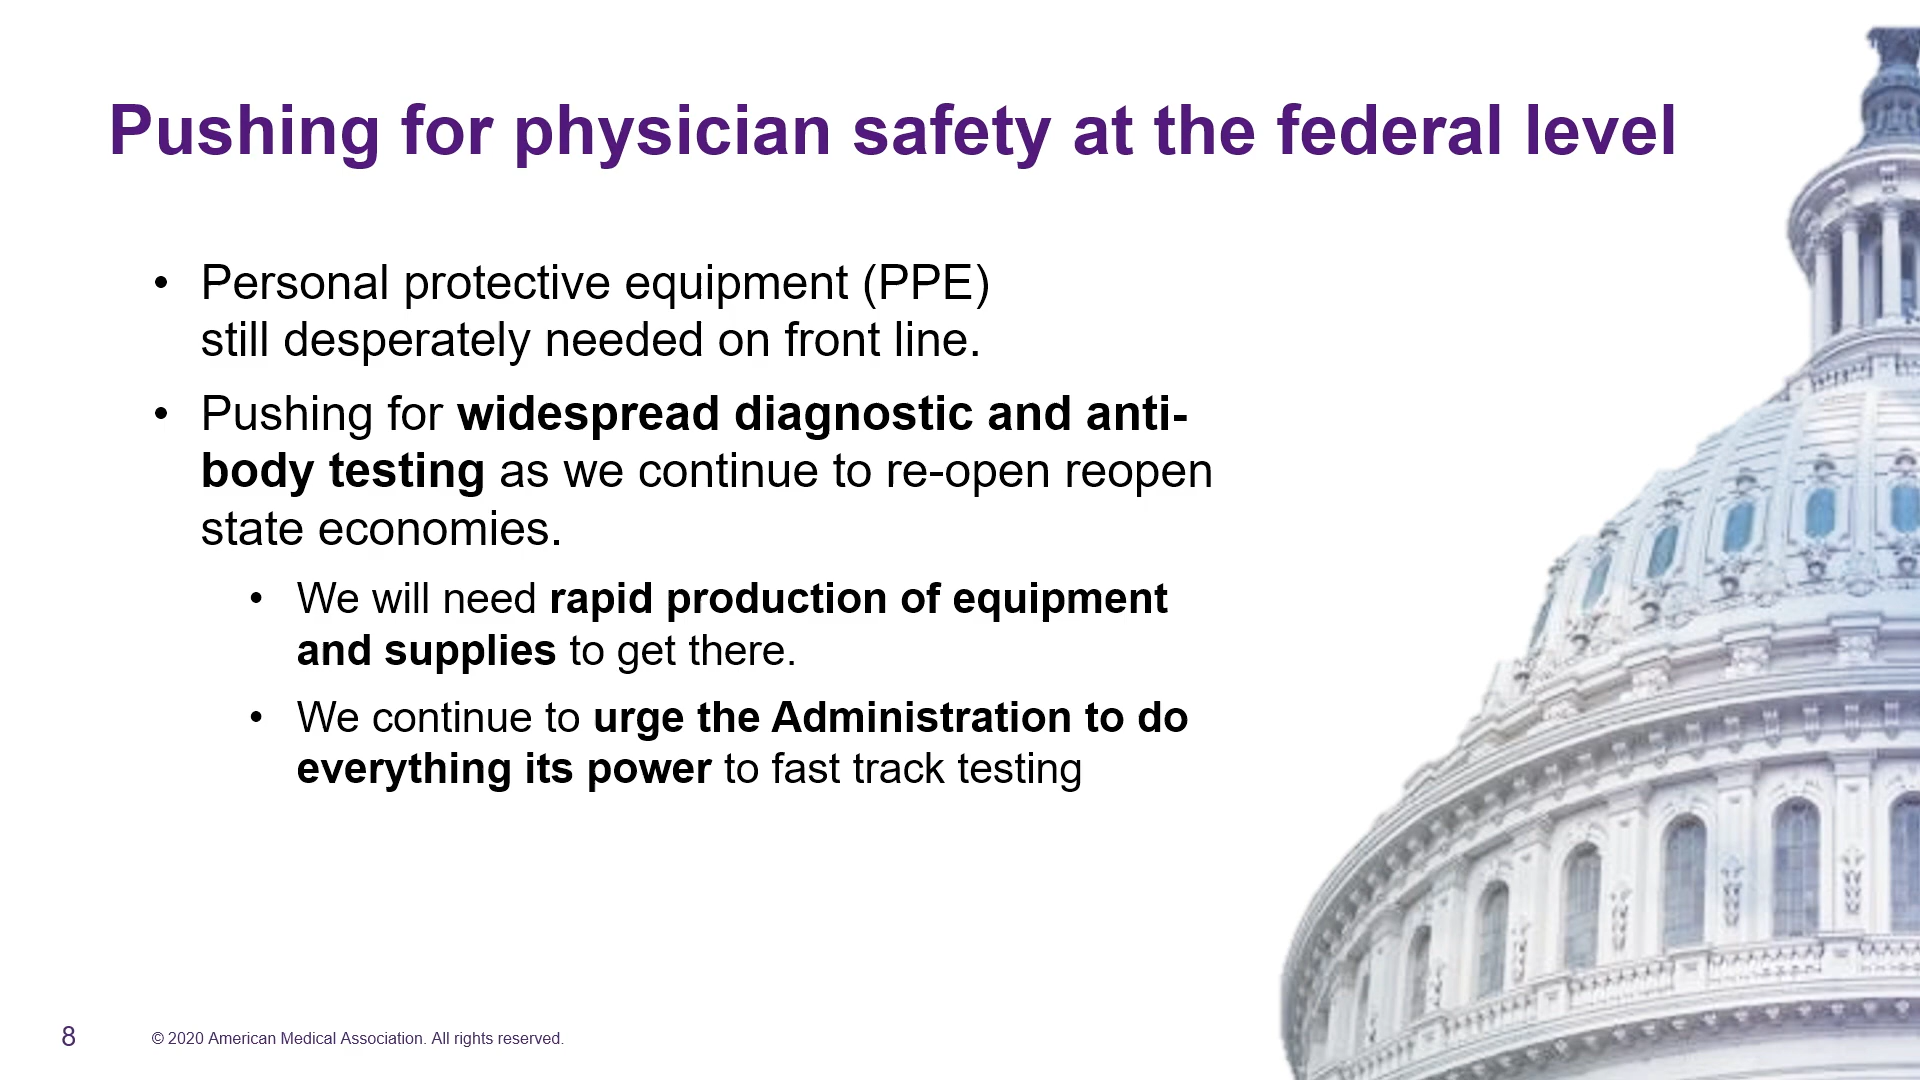 Pushing for physician safety at the federal level
• Personal protective equipment (PPE)
still desperately needed on front line.
• Pushing for widespread diagnostic and anti-
body testing as we continue to re-open reopen
state economies.
• We will need rapid production of equipment
and supplies to get there.
• We continue to urge the Administration to do
everything its power to fast track testing
8 © 2020 American Medical Association. All rights reserved.